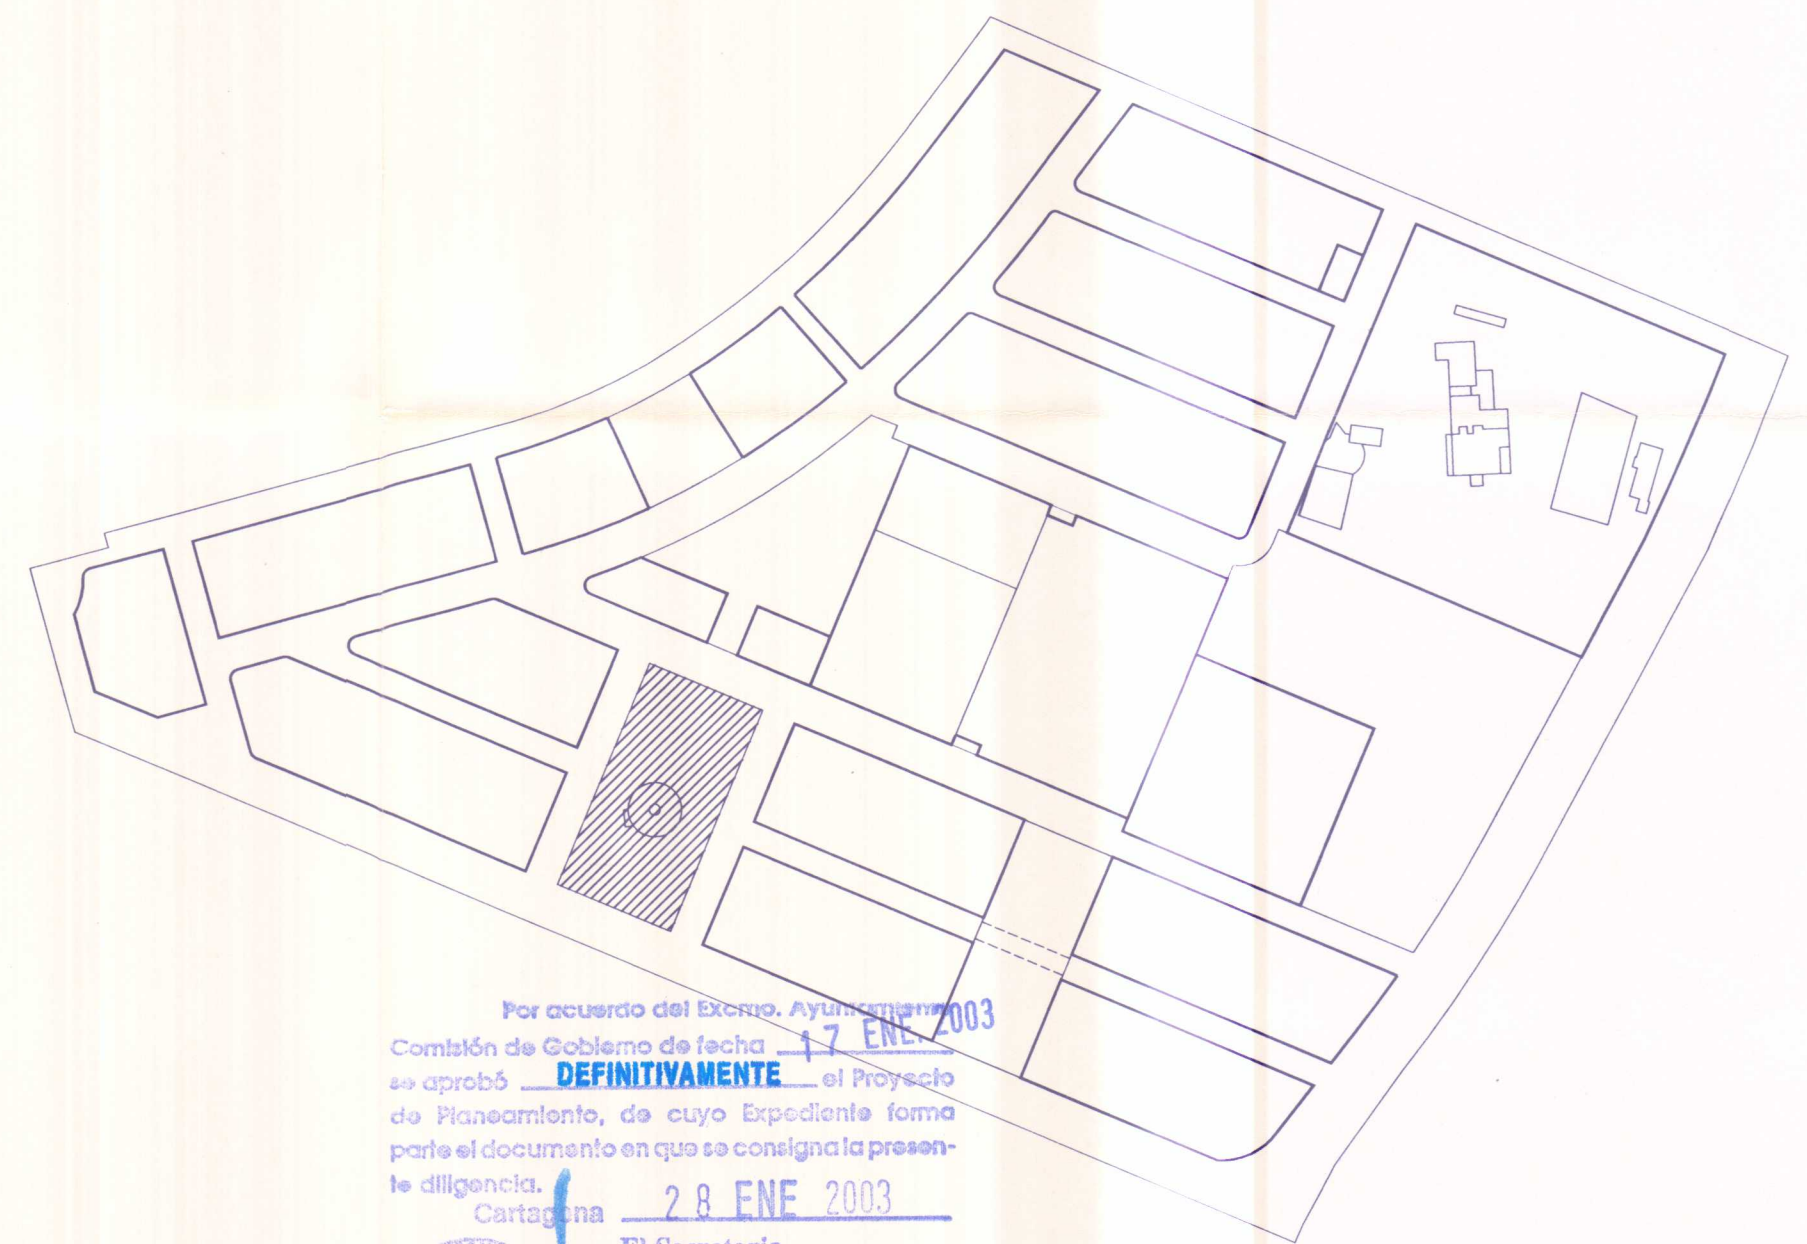 Por acuerdo del Excmo. Ayuntamiento
Comisión de Gobierno de fecha 17 ENE. 2003
se aprobó DEFINITIVAMENTE el Proyecto
de Planeamiento, de cuyo Expediente forma
parte el documento en que se consigna la presen-
te diligencia.
Cartagena 28 ENE 2003
El Secretario